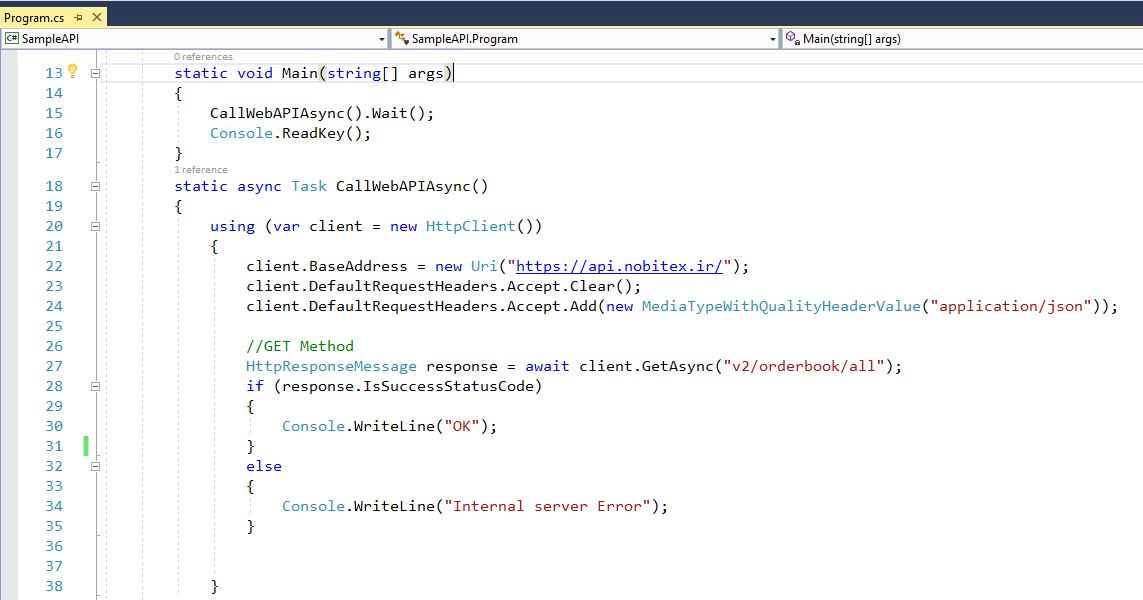 Program.cs
SampleAPI SampleAPI.Program Main(string[] args)
0 references
13 static void Main(string[] args)
14 {
15 CallWebAPIAsync().Wait();
16 Console.ReadKey();
17 }
1 reference
18 static async Task CallWebAPIAsync()
19 {
20 using (var client = new HttpClient())
21 {
22 client.BaseAddress = new Uri("https://api.nobitex.ir/");
23 client.DefaultRequestHeaders.Accept.Clear();
24 client.DefaultRequestHeaders.Accept.Add(new MediaTypeWithQualityHeaderValue("application/json"));
25
26 //GET Method
27 HttpResponseMessage response = await client.GetAsync("v2/orderbook/all");
28 if (response.IsSuccessStatusCode)
29 {
30 Console.WriteLine("OK");
31 }
32 else
33 {
34 Console.WriteLine("Internal server Error");
35 }
36
37
38 }